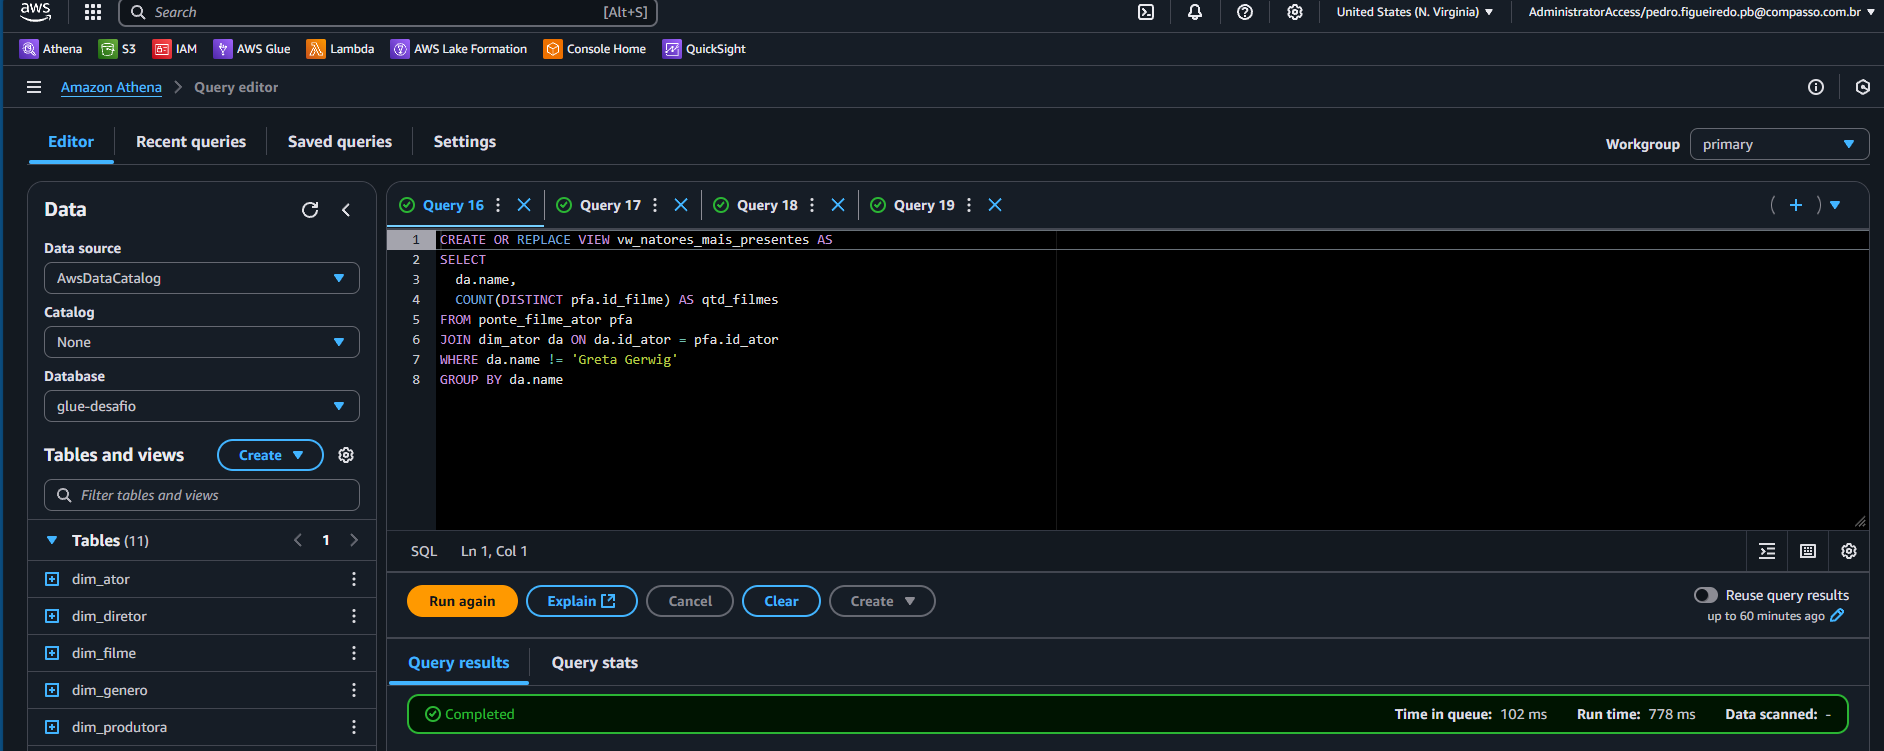 aws
Search [Alt+S]
United States (N. Virginia)
AdministratorAccess/pedro.figueiredo.pb@compasso.com.br
Athena S3 IAM AWS Glue Lambda AWS Lake Formation Console Home QuickSight
Amazon Athena Query editor
Editor Recent queries Saved queries Settings
Workgroup primary
Data
Data source
AwsDataCatalog
Catalog
None
Database
glue-desafio
Tables and views Create
Filter tables and views
Tables (11) 1
dim_ator
dim_diretor
dim_filme
dim_genero
dim_produtora
Query 16 Query 17 Query 18 Query 19
1 CREATE OR REPLACE VIEW vw_natores_mais_presentes AS
2 SELECT
3 da.name,
4 COUNT(DISTINCT pfa.id_filme) AS qtd_filmes
5 FROM ponte_filme_ator pfa
6 JOIN dim_ator da ON da.id_ator = pfa.id_ator
7 WHERE da.name != 'Greta Gerwig'
8 GROUP BY da.name
SQL Ln 1, Col 1
Run again Explain Cancel Clear Create
Reuse query results
up to 60 minutes ago
Query results Query stats
Completed
Time in queue: 102 ms Run time: 778 ms Data scanned: -